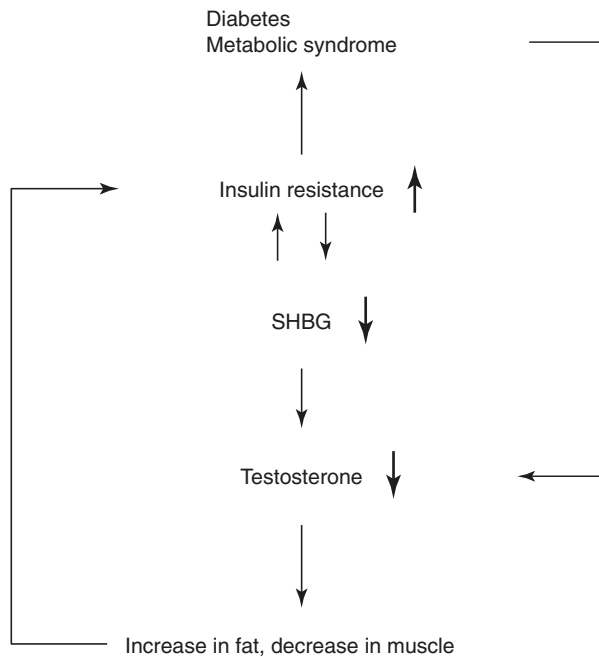 Diabetes
Metabolic syndrome
Insulin resistance
SHBG
Testosterone
Increase in fat, decrease in muscle